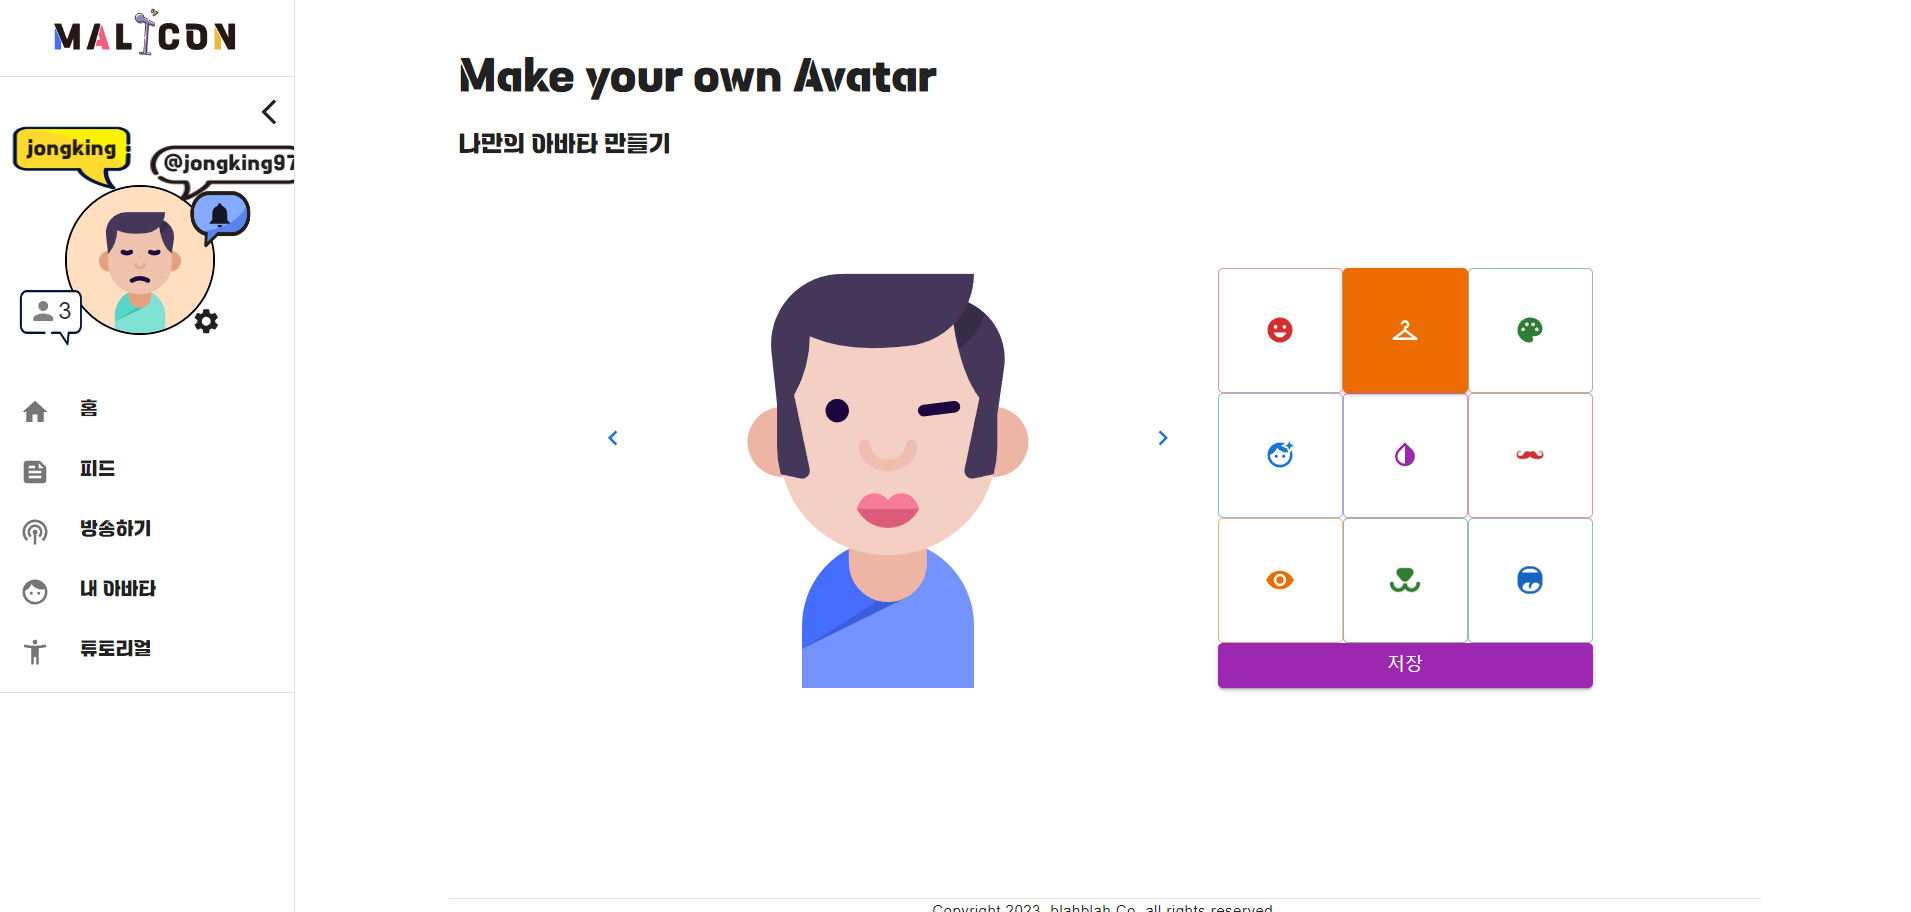 MALICON
jongking
@jongking97
3
홈
피드
방송하기
내 아바타
튜토리얼
Make your own Avatar
나만의 아바타 만들기
저장
Copyright 2023. blahblah Co. all rights reserved.